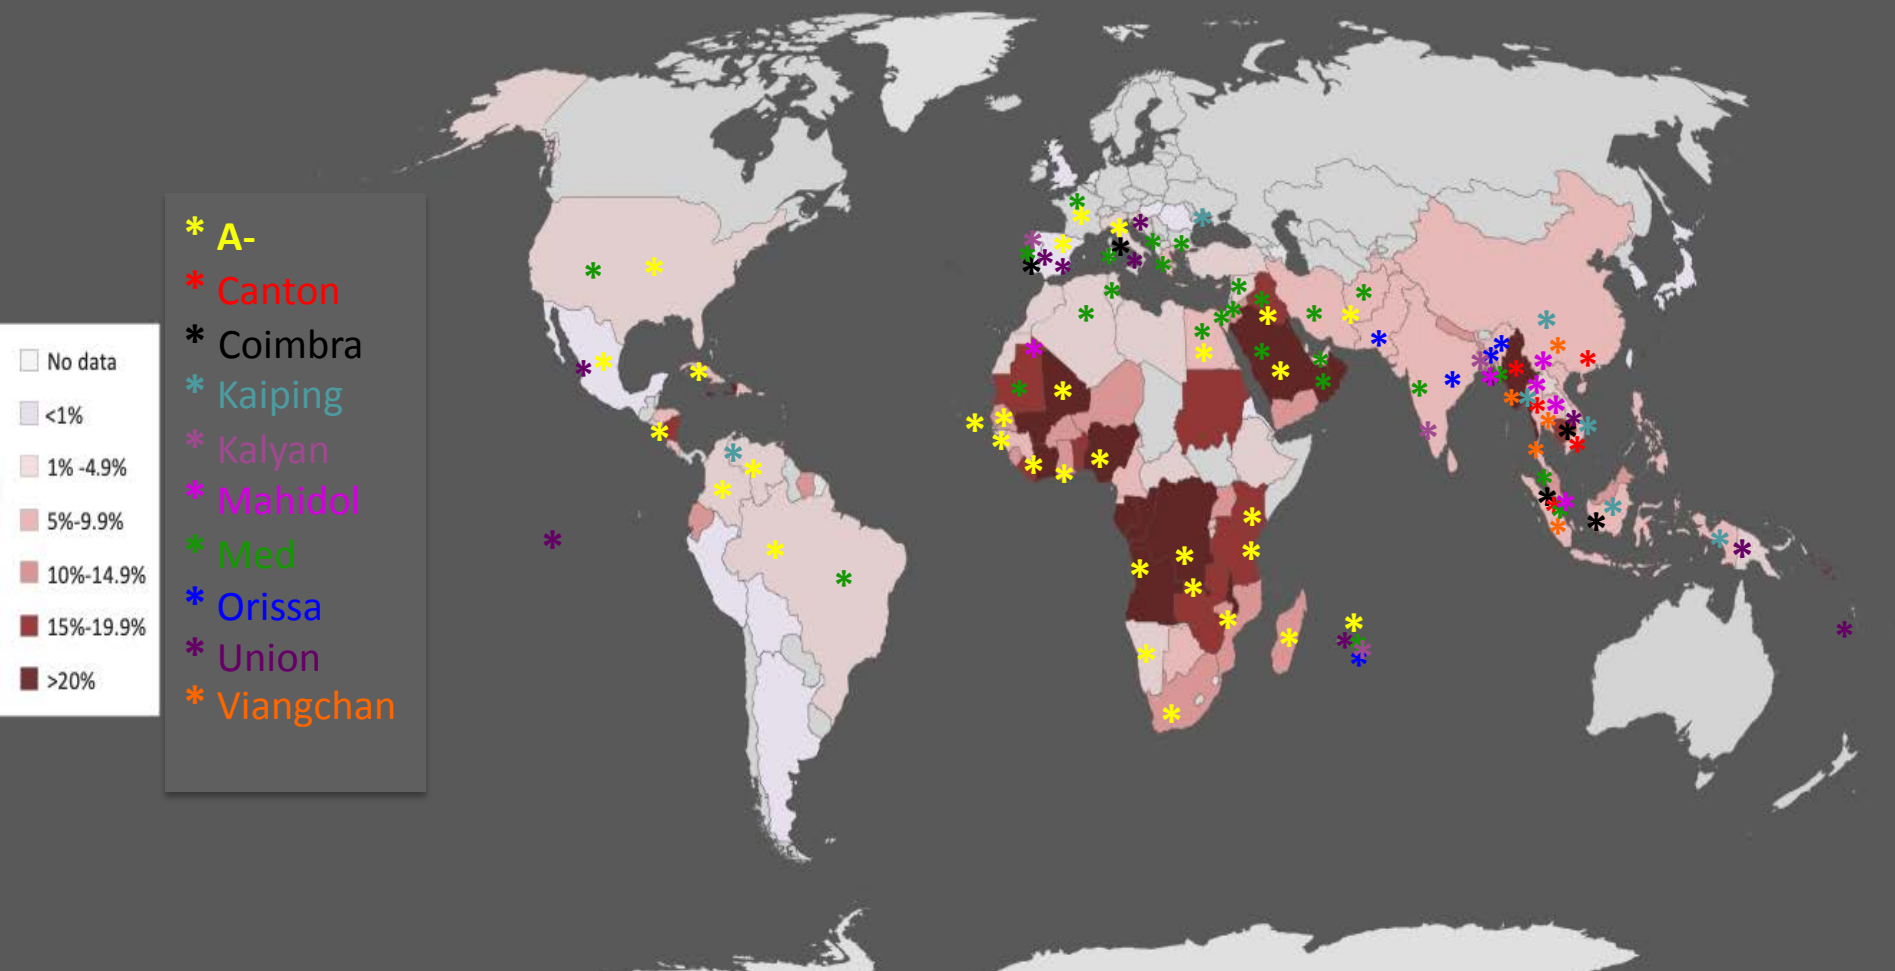 * A-
* Canton
* Coimbra
* Kaiping
* Kalyan
* Mahidol
* Med
* Orissa
* Union
* Viangchan
No data
<1%
1% -4.9%
5%-9.9%
10%-14.9%
15%-19.9%
>20%